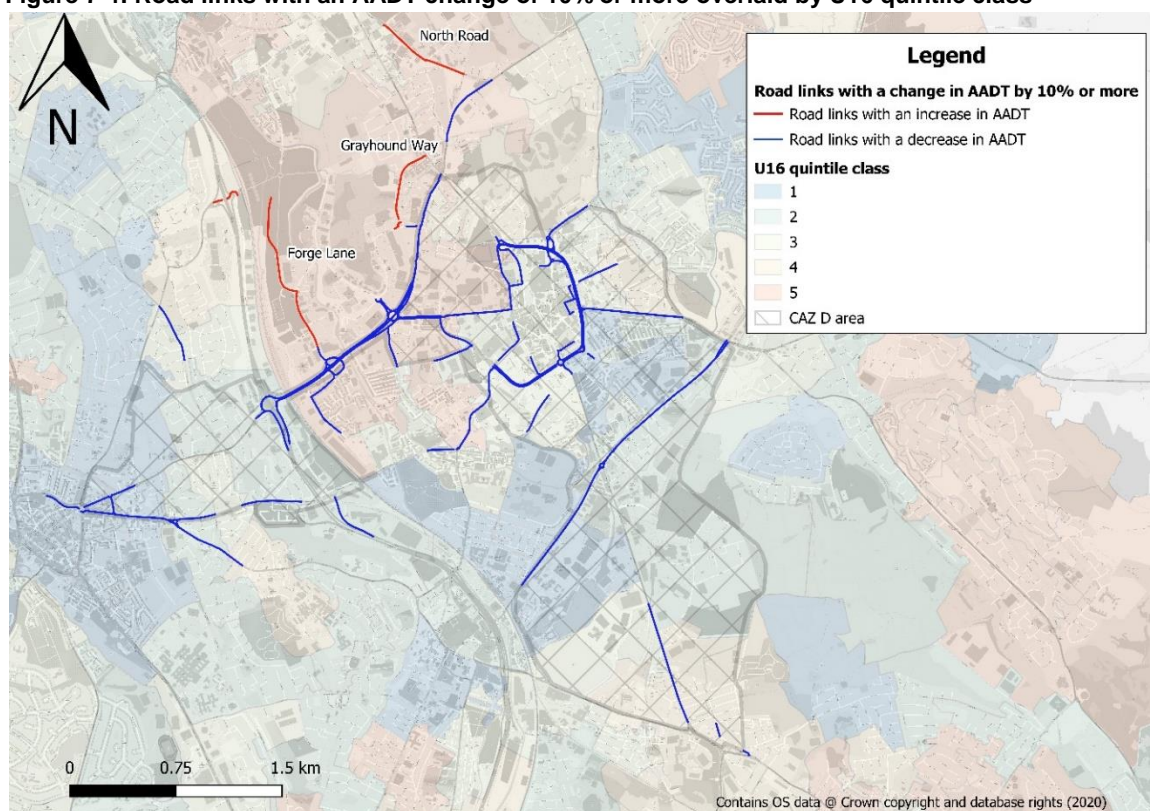 Figure 7-4: Road links with an AADT change of 10% or more overlaid by U16 quintile class
North Road
Legend
Road links with a change in AADT by 10% or more
Road links with an increase in AADT
Road links with a decrease in AADT
U16 quintile class
1
2
3
4
5
CAZ D area
N
Grayhound Way
Forge Lane
0 0.75 1.5 km
Contains OS data @ Crown copyright and database rights (2020)